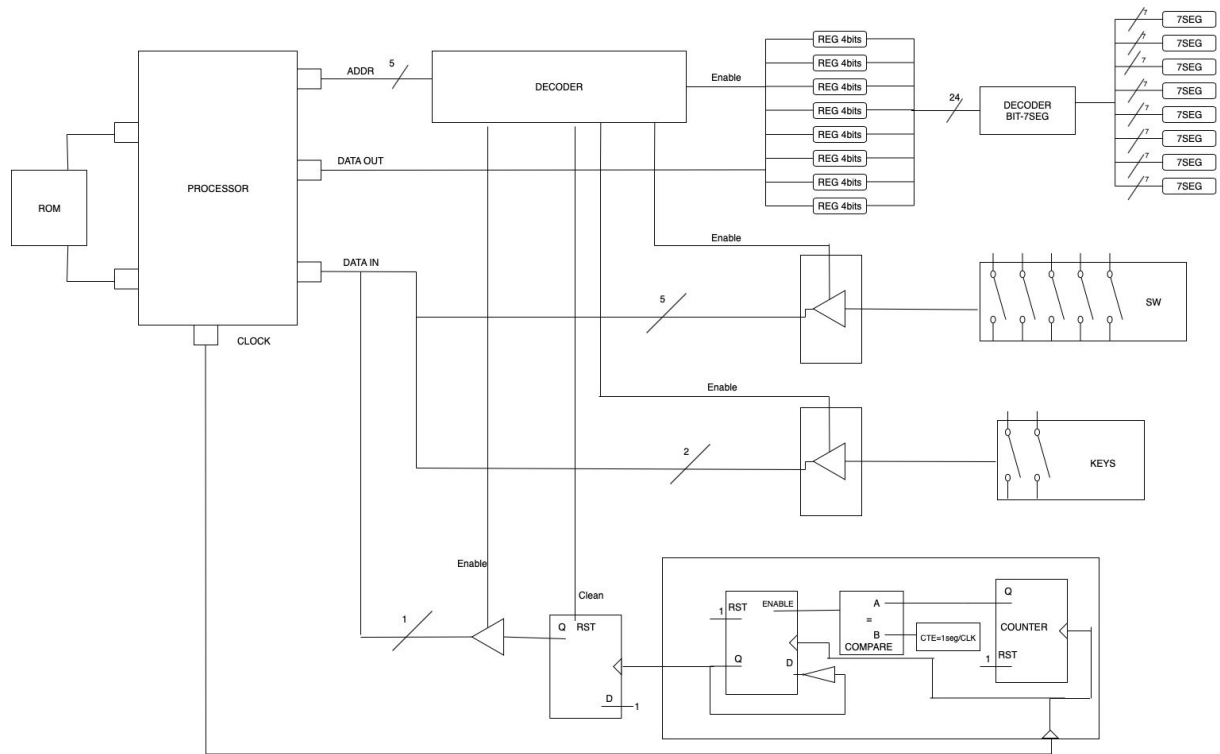 7
7SEG
REG 4bits
7
7SEG
5
ADDR
REG 4bits
7
7SEG
DECODER
Enable
REG 4bits
7
7SEG
REG 4bits
24
DECODER
BIT-7SEG
7
7SEG
REG 4bits
7
7SEG
DATA OUT
REG 4bits
7
7SEG
REG 4bits
7
7SEG
REG 4bits
PROCESSOR
ROM
Enable
DATA IN
5
SW
CLOCK
Enable
2
KEYS
Enable
Clean
1
Q RST
D
1
1
RST
ENABLE
Q
D
A
=
B
COMPARE
CTE=1seg/CLK
Q
COUNTER
1
RST